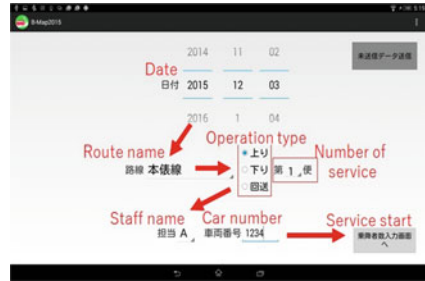 B-Map2015
2014 11 02
未送信データ送信
Date
日付 2015 12 03
2016 1 04
Operation type
Route name
Number of service
上り
路線 本俵線
下り
第 1 便
回送
Staff name
Car number
Service start
担当 A
車両番号 1234
乗降者数入力画面へ